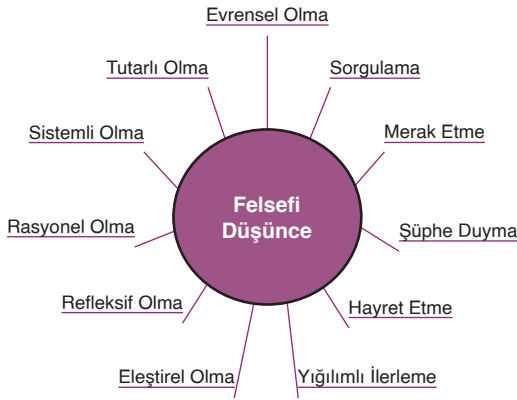 Evrensel Olma
Tutarlı Olma
Sorgulama
Sistemli Olma
Merak Etme
Felsefi
Düşünce
Rasyonel Olma
Şüphe Duyma
Refleksif Olma
Hayret Etme
Eleştirel Olma
Yığılımlı İlerleme